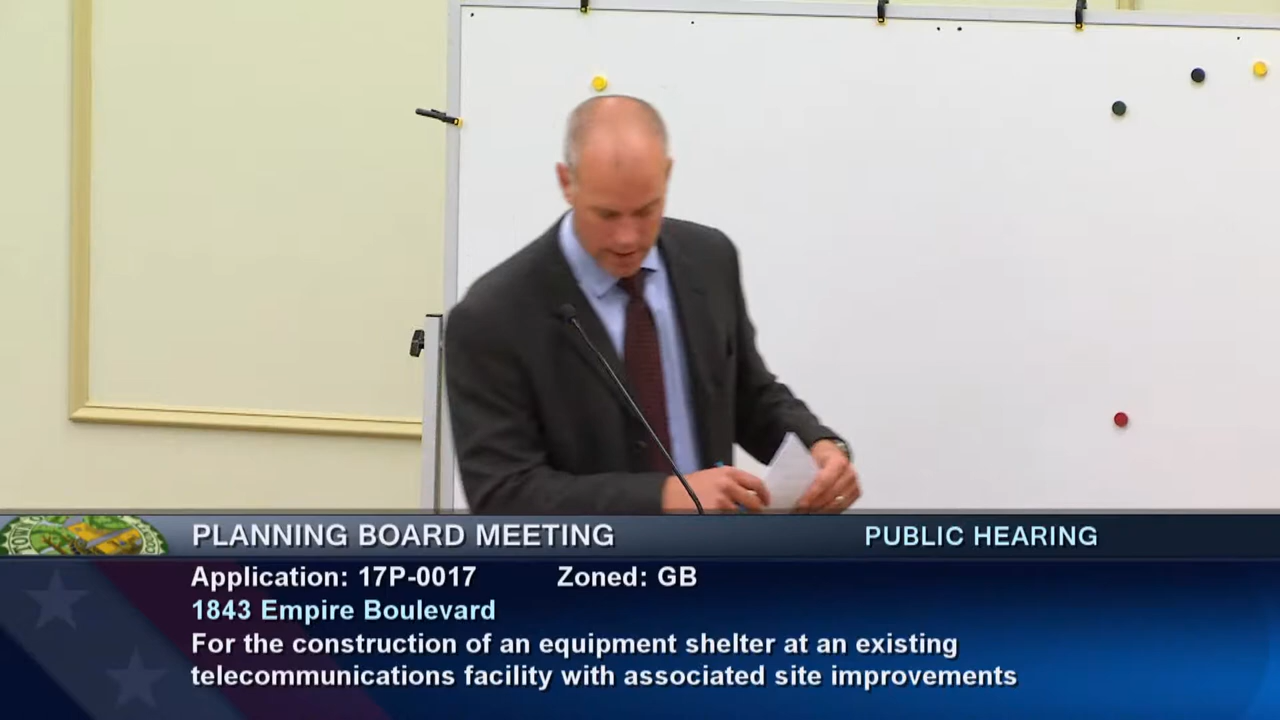 PLANNING BOARD MEETING
PUBLIC HEARING
Application: 17P-0017 Zoned: GB
1843 Empire Boulevard
For the construction of an equipment shelter at an existing
telecommunications facility with associated site improvements